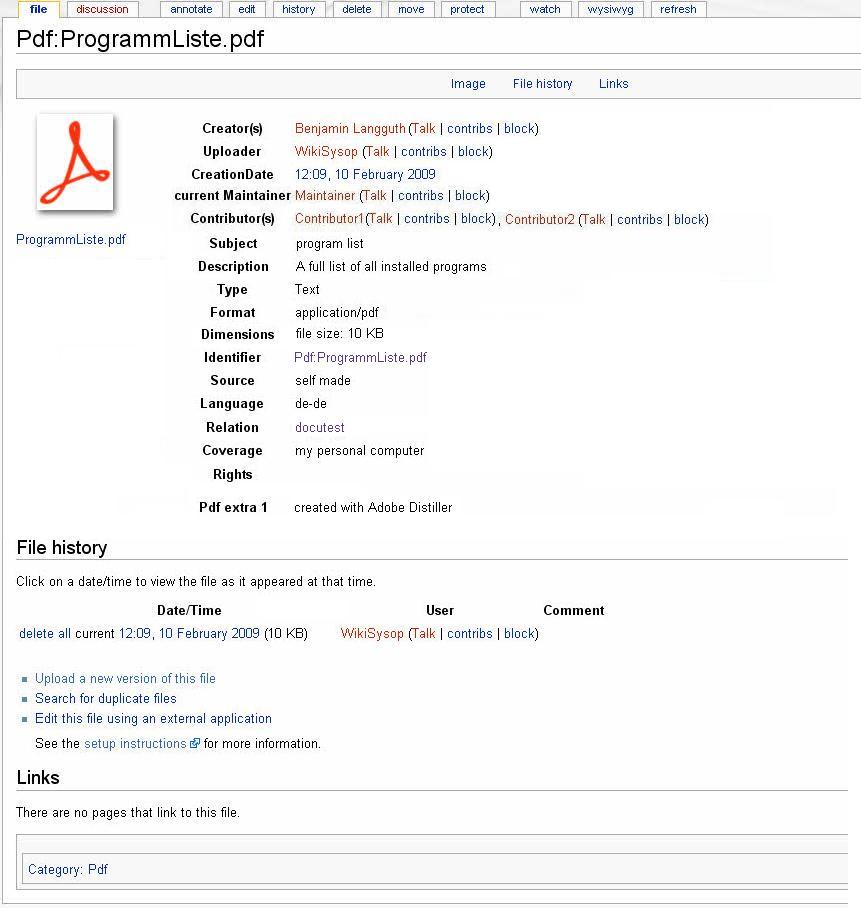 file discussion annotate edit history delete move protect watch wysiwyg refresh
Pdf:ProgrammListe.pdf
Image File history Links
Creator(s) Benjamin Langguth (Talk | contribs | block)
Uploader WikiSysop (Talk | contribs | block)
CreationDate 12:09, 10 February 2009
current Maintainer Maintainer (Talk | contribs | block)
Contributor(s) Contributor1(Talk | contribs | block), Contributor2 (Talk | contribs | block)
ProgrammListe.pdf
Subject program list
Description A full list of all installed programs
Type Text
Format application/pdf
Dimensions file size: 10 KB
Identifier Pdf:ProgrammListe.pdf
Source self made
Language de-de
Relation docutest
Coverage my personal computer
Rights
Pdf extra 1 created with Adobe Distiller
File history
Click on a date/time to view the file as it appeared at that time.
Date/Time User Comment
delete all current 12:09, 10 February 2009 (10 KB) WikiSysop (Talk | contribs | block)
Upload a new version of this file
Search for duplicate files
Edit this file using an external application
See the setup instructions for more information.
Links
There are no pages that link to this file.
Category: Pdf